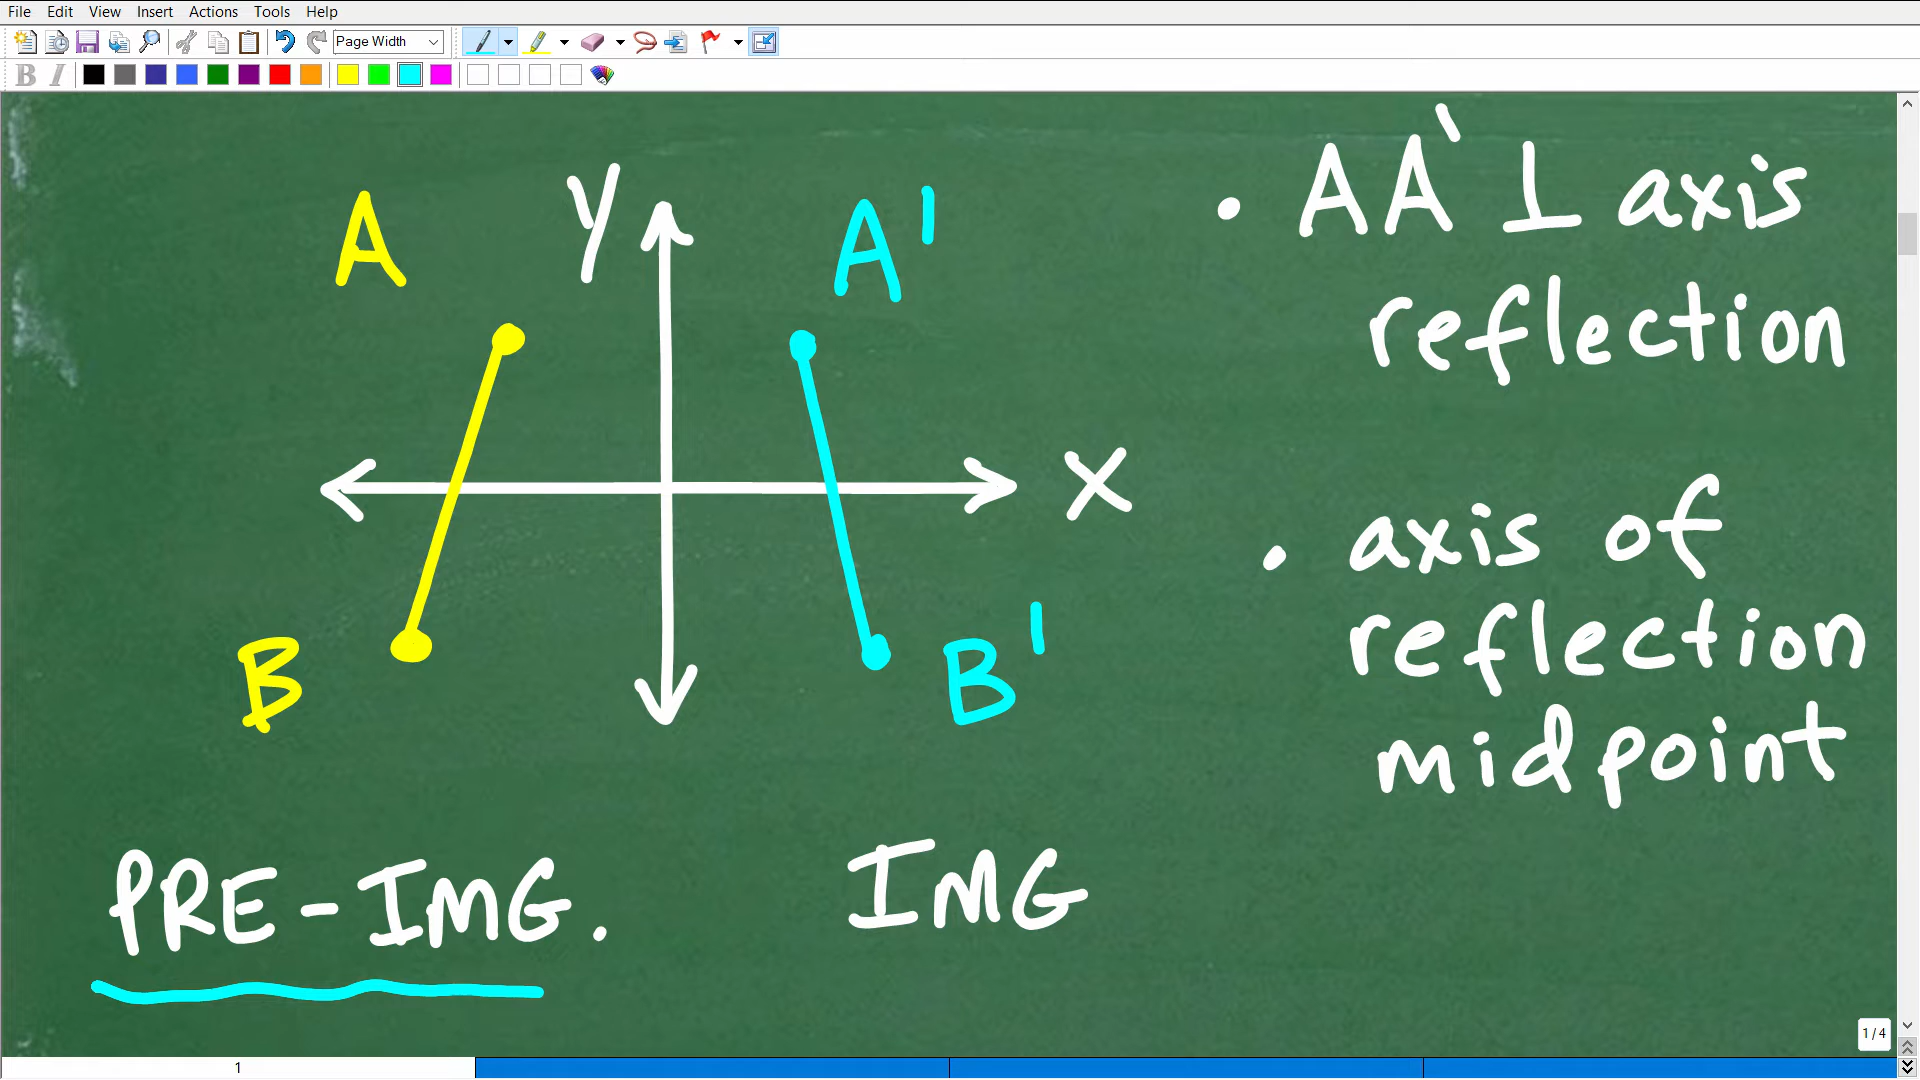 File Edit View Insert Actions Tools Help
Page Width
B I
A y A' • AA' ⊥ axis
reflection
x
• axis of
B B' reflection
midpoint
PRE-IMG. IMG
1 / 4
1